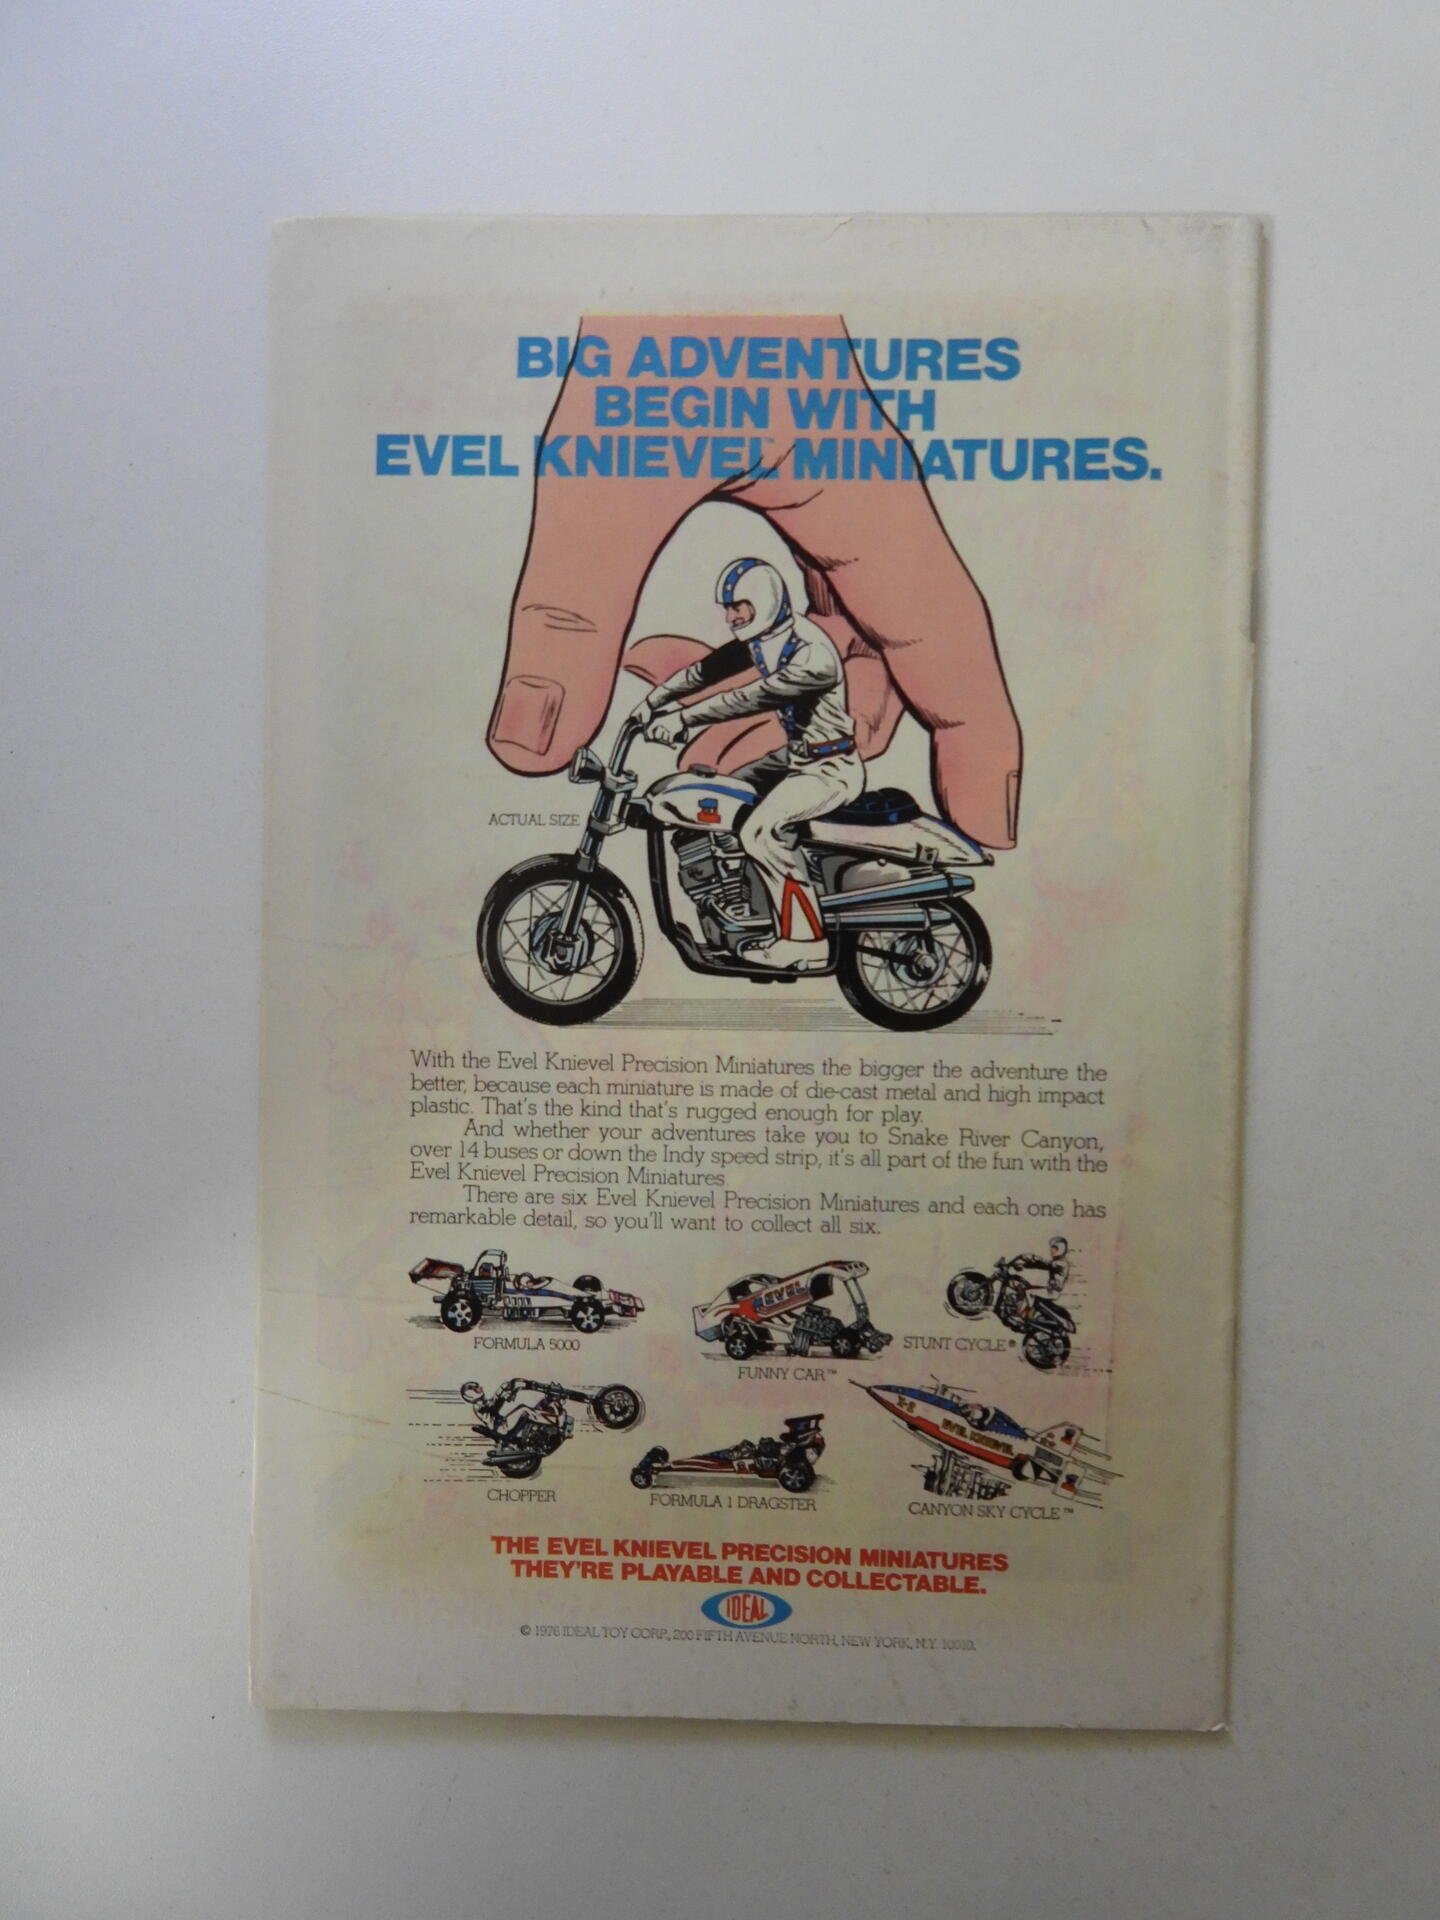 BIG ADVENTURES
BEGIN WITH
EVEL KNIEVEL™ MINIATURES.
ACTUAL SIZE
With the Evel Knievel Precision Miniatures the bigger the adventure the
better, because each miniature is made of die-cast metal and high impact
plastic. That's the kind that's rugged enough for play.
And whether your adventures take you to Snake River Canyon,
over 14 buses or down the Indy speed strip, it's all part of the fun with the
Evel Knievel Precision Miniatures.
There are six Evel Knievel Precision Miniatures and each one has
remarkable detail, so you'll want to collect all six.
EVEL
FORMULA 5000
STUNT CYCLE®
FUNNY CAR™
X-2
EVEL KNIEVEL
CHOPPER
FORMULA 1 DRAGSTER
CANYON SKY CYCLE™
THE EVEL KNIEVEL PRECISION MINIATURES
THEY'RE PLAYABLE AND COLLECTABLE.
IDEAL
© 1976 IDEAL TOY CORP., 200 FIFTH AVENUE NORTH, NEW YORK, N.Y. 10010.